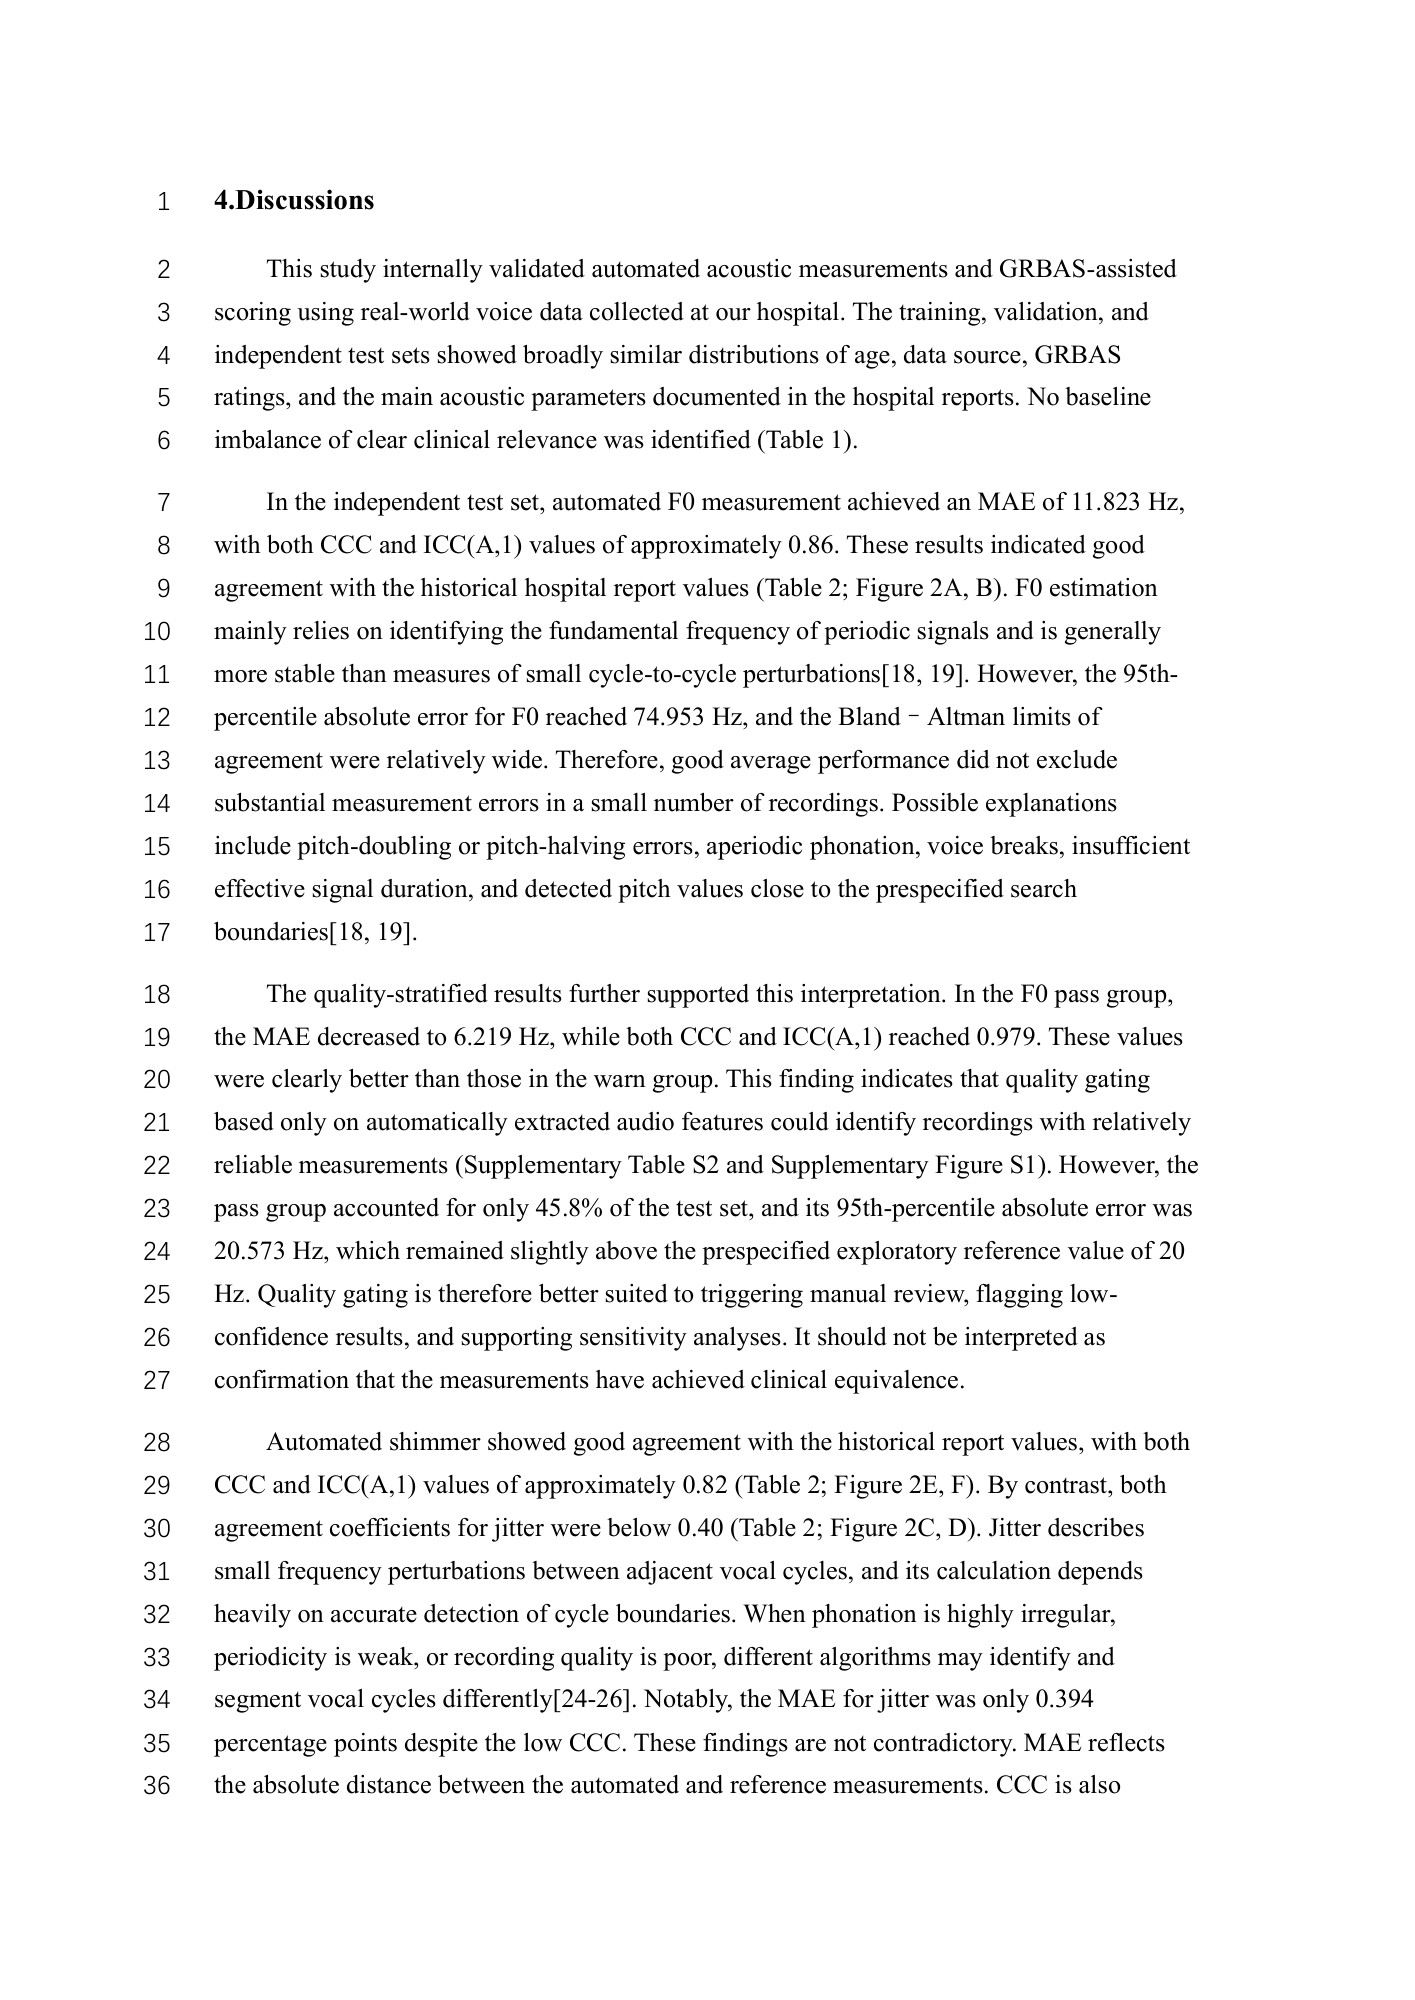 1 4.Discussions
2 This study internally validated automated acoustic measurements and GRBAS-assisted
3 scoring using real-world voice data collected at our hospital. The training, validation, and
4 independent test sets showed broadly similar distributions of age, data source, GRBAS
5 ratings, and the main acoustic parameters documented in the hospital reports. No baseline
6 imbalance of clear clinical relevance was identified (Table 1).
7 In the independent test set, automated F0 measurement achieved an MAE of 11.823 Hz,
8 with both CCC and ICC(A,1) values of approximately 0.86. These results indicated good
9 agreement with the historical hospital report values (Table 2; Figure 2A, B). F0 estimation
10 mainly relies on identifying the fundamental frequency of periodic signals and is generally
11 more stable than measures of small cycle-to-cycle perturbations[18, 19]. However, the 95th-
12 percentile absolute error for F0 reached 74.953 Hz, and the Bland – Altman limits of
13 agreement were relatively wide. Therefore, good average performance did not exclude
14 substantial measurement errors in a small number of recordings. Possible explanations
15 include pitch-doubling or pitch-halving errors, aperiodic phonation, voice breaks, insufficient
16 effective signal duration, and detected pitch values close to the prespecified search
17 boundaries[18, 19].
18 The quality-stratified results further supported this interpretation. In the F0 pass group,
19 the MAE decreased to 6.219 Hz, while both CCC and ICC(A,1) reached 0.979. These values
20 were clearly better than those in the warn group. This finding indicates that quality gating
21 based only on automatically extracted audio features could identify recordings with relatively
22 reliable measurements (Supplementary Table S2 and Supplementary Figure S1). However, the
23 pass group accounted for only 45.8% of the test set, and its 95th-percentile absolute error was
24 20.573 Hz, which remained slightly above the prespecified exploratory reference value of 20
25 Hz. Quality gating is therefore better suited to triggering manual review, flagging low-
26 confidence results, and supporting sensitivity analyses. It should not be interpreted as
27 confirmation that the measurements have achieved clinical equivalence.
28 Automated shimmer showed good agreement with the historical report values, with both
29 CCC and ICC(A,1) values of approximately 0.82 (Table 2; Figure 2E, F). By contrast, both
30 agreement coefficients for jitter were below 0.40 (Table 2; Figure 2C, D). Jitter describes
31 small frequency perturbations between adjacent vocal cycles, and its calculation depends
32 heavily on accurate detection of cycle boundaries. When phonation is highly irregular,
33 periodicity is weak, or recording quality is poor, different algorithms may identify and
34 segment vocal cycles differently[24-26]. Notably, the MAE for jitter was only 0.394
35 percentage points despite the low CCC. These findings are not contradictory. MAE reflects
36 the absolute distance between the automated and reference measurements. CCC is also